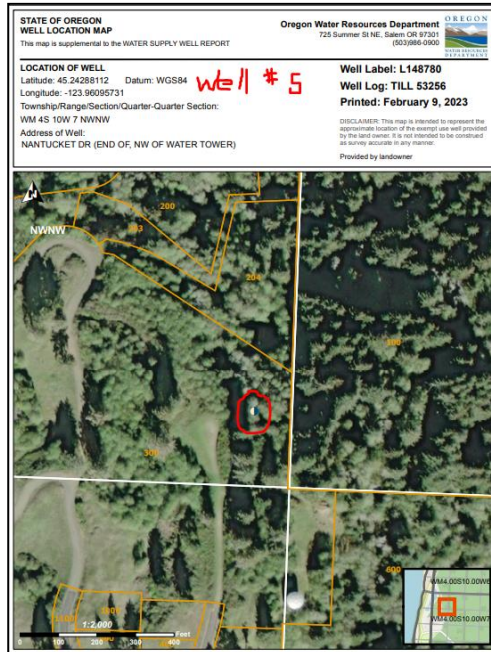 STATE OF OREGON
WELL LOCATION MAP
This map is supplemental to the WATER SUPPLY WELL REPORT
Oregon Water Resources Department
725 Summer St NE, Salem OR 97301
(503)986-0900
OREGON
WATER RESOURCES
DEPARTMENT
LOCATION OF WELL
Latitude: 45.24288112 Datum: WGS84
Longitude: -123.96095731
Township/Range/Section/Quarter-Quarter Section:
WM 4S 10W 7 NWNW
Address of Well:
NANTUCKET DR (END OF, NW OF WATER TOWER)
Well # 5
Well Label: L148780
Well Log: TILL 53256
Printed: February 9, 2023
DISCLAIMER: This map is intended to represent the
approximate location of the exempt use well provided
by the land owner. It is not intended to be construed
as survey accurate in any manner.
Provided by landowner
200
NWNW
204
100
300
600
1:2,000
0 100 200 300 400 Feet
WM4.00S10.00W6
WM4.00S10.00W7